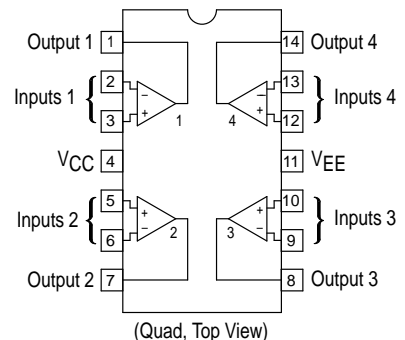 Output 1 1 14 Output 4
Inputs 1 { 2 − − 13 } Inputs 4
3 + 1 4 + 12
VCC 4 11 VEE
Inputs 2 { 5 + + 10 } Inputs 3
6 − 2 3 − 9
Output 2 7 8 Output 3
(Quad, Top View)